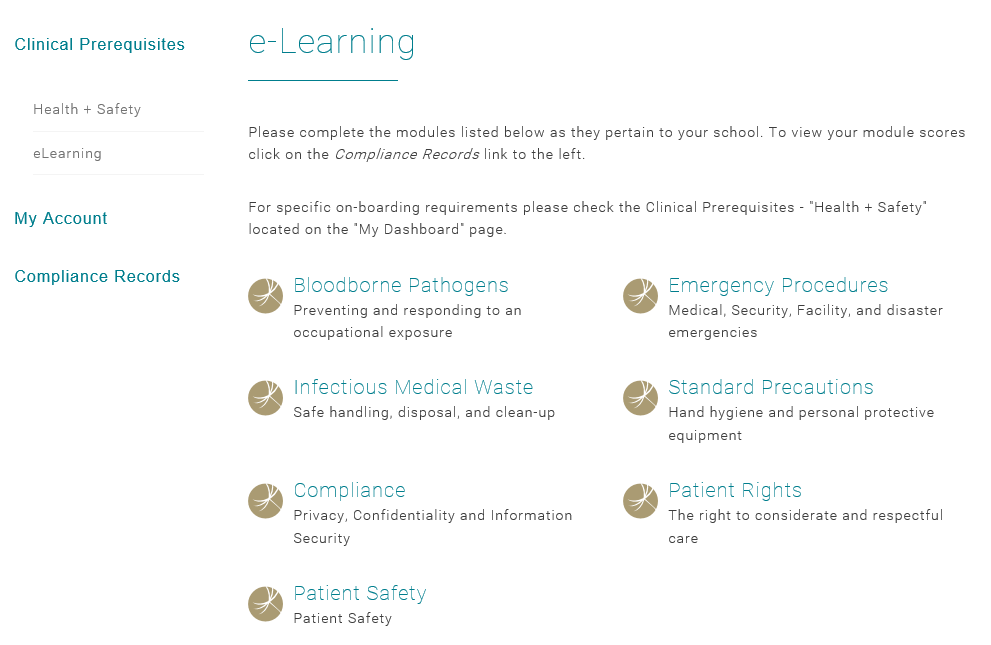 Clinical Prerequisites
Health + Safety
eLearning
My Account
Compliance Records
e-Learning
Please complete the modules listed below as they pertain to your school. To view your module scores
click on the Compliance Records link to the left.
For specific on-boarding requirements please check the Clinical Prerequisites - "Health + Safety"
located on the "My Dashboard" page.
Bloodborne Pathogens
Preventing and responding to an
occupational exposure
Emergency Procedures
Medical, Security, Facility, and disaster
emergencies
Infectious Medical Waste
Safe handling, disposal, and clean-up
Standard Precautions
Hand hygiene and personal protective
equipment
Compliance
Privacy, Confidentiality and Information
Security
Patient Rights
The right to considerate and respectful
care
Patient Safety
Patient Safety